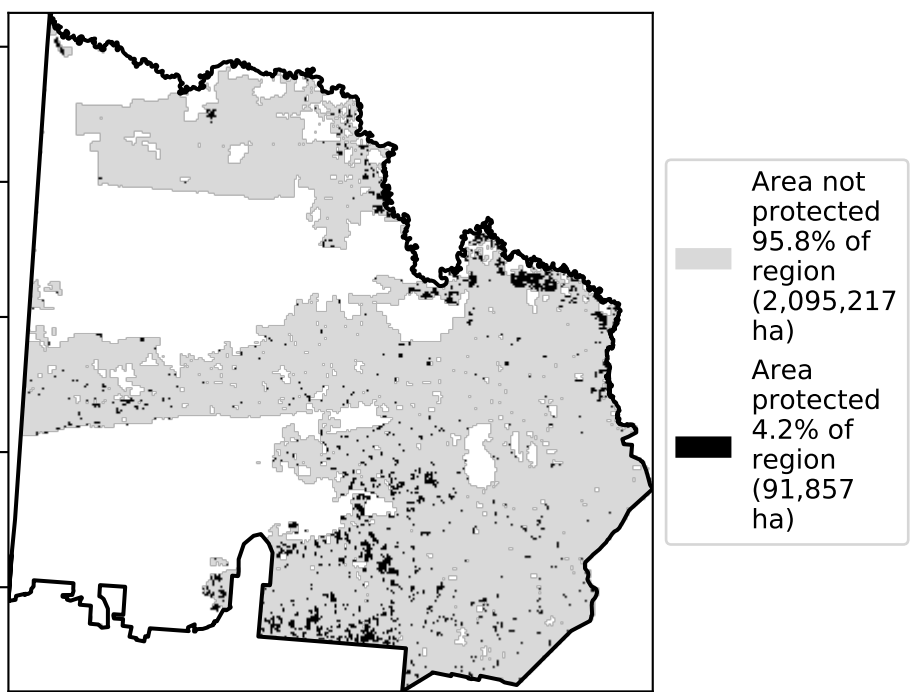 Area not
protected
95.8% of
region
(2,095,217
ha)
Area
protected
4.2% of
region
(91,857
ha)